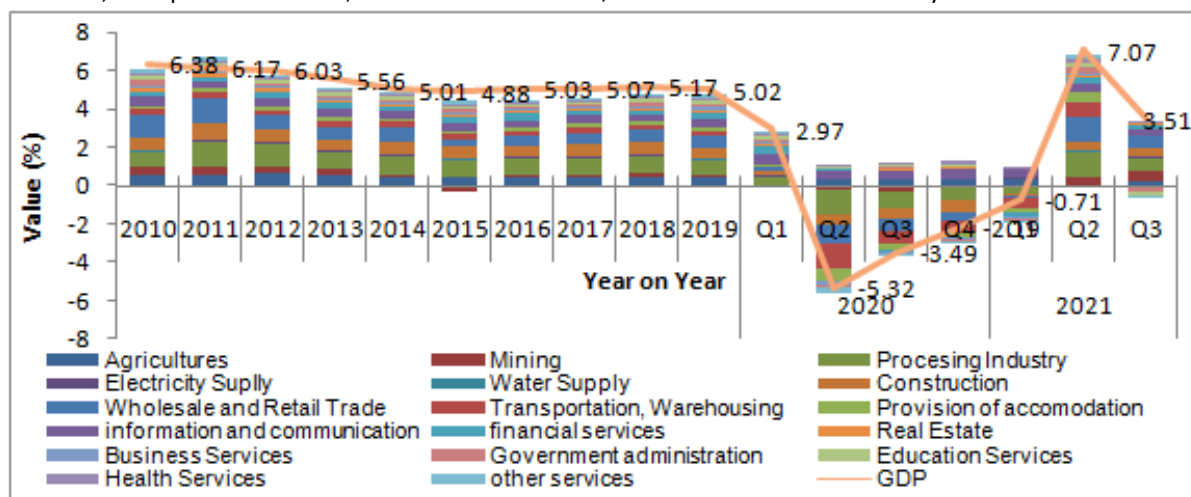 8
6
4
2
0
-2
-4
-6
-8
Value (%)
6.38 6.17 6.03 5.56 5.01 4.88 5.03 5.07 5.17 5.02 2.97 -5.32 -3.49 -0.71 7.07 3.51
2010 2011 2012 2013 2014 2015 2016 2017 2018 2019 Q1 Q2 Q3 Q4 Q1 Q2 Q3
Year on Year
2020 2021
Agricultures Mining Procesing Industry
Electricity Suplly Water Supply Construction
Wholesale and Retail Trade Transportation, Warehousing Provision of accomodation
information and communication financial services Real Estate
Business Services Government administration Education Services
Health Services other services GDP